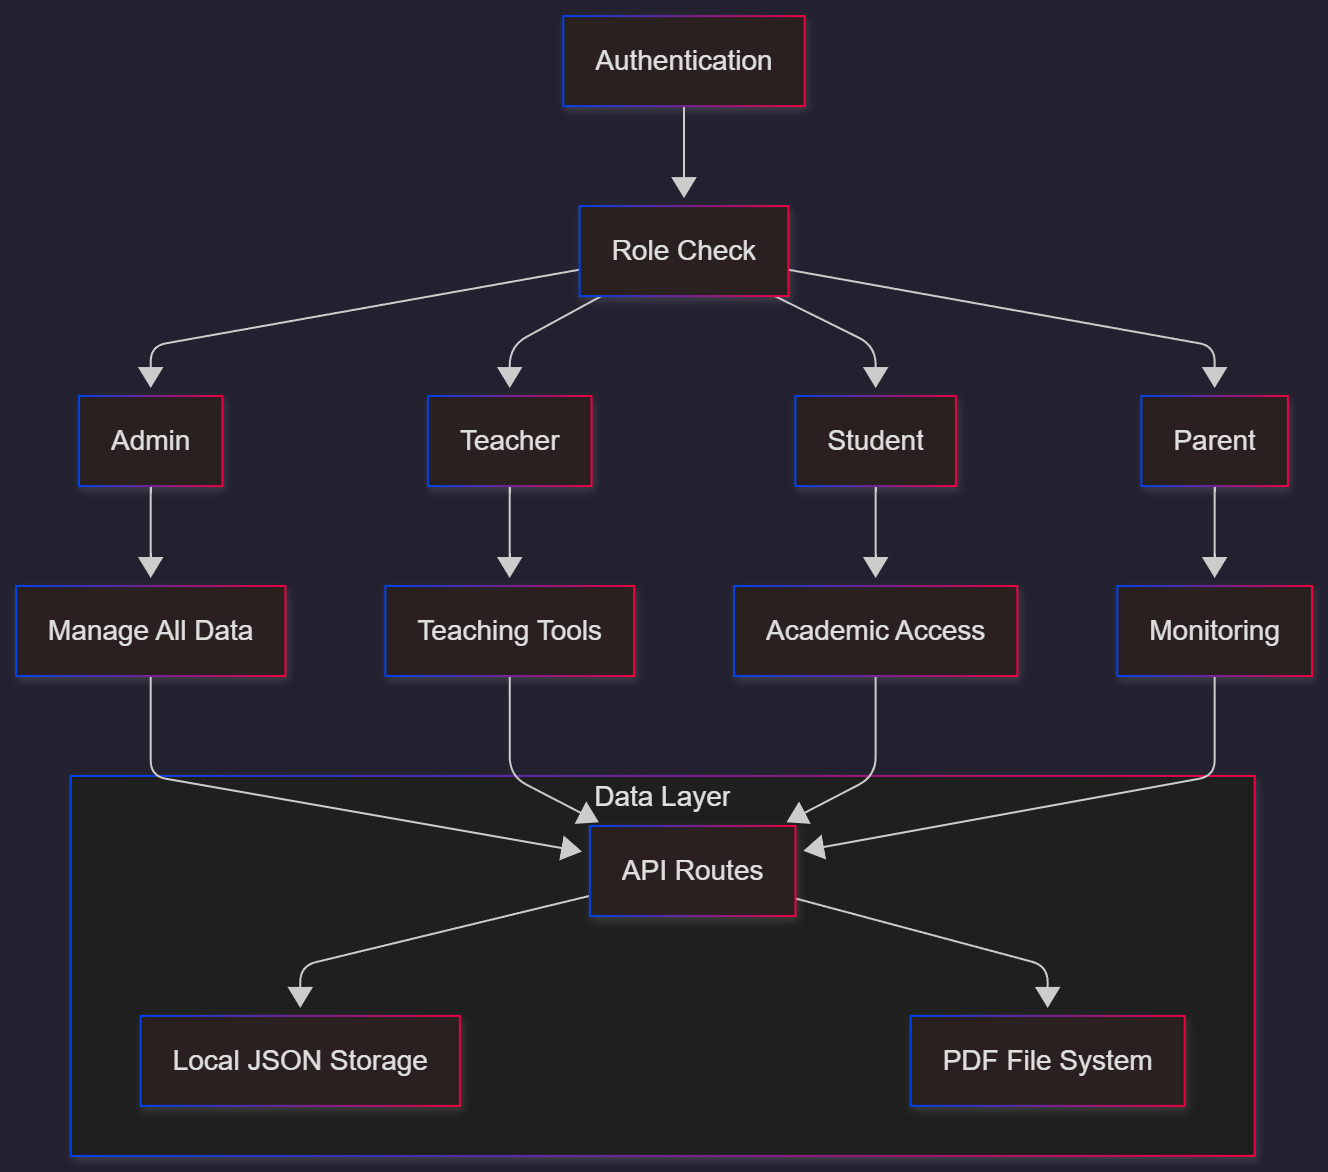 Authentication
Role Check
Admin
Teacher
Student
Parent
Manage All Data
Teaching Tools
Academic Access
Monitoring
Data Layer
API Routes
Local JSON Storage
PDF File System